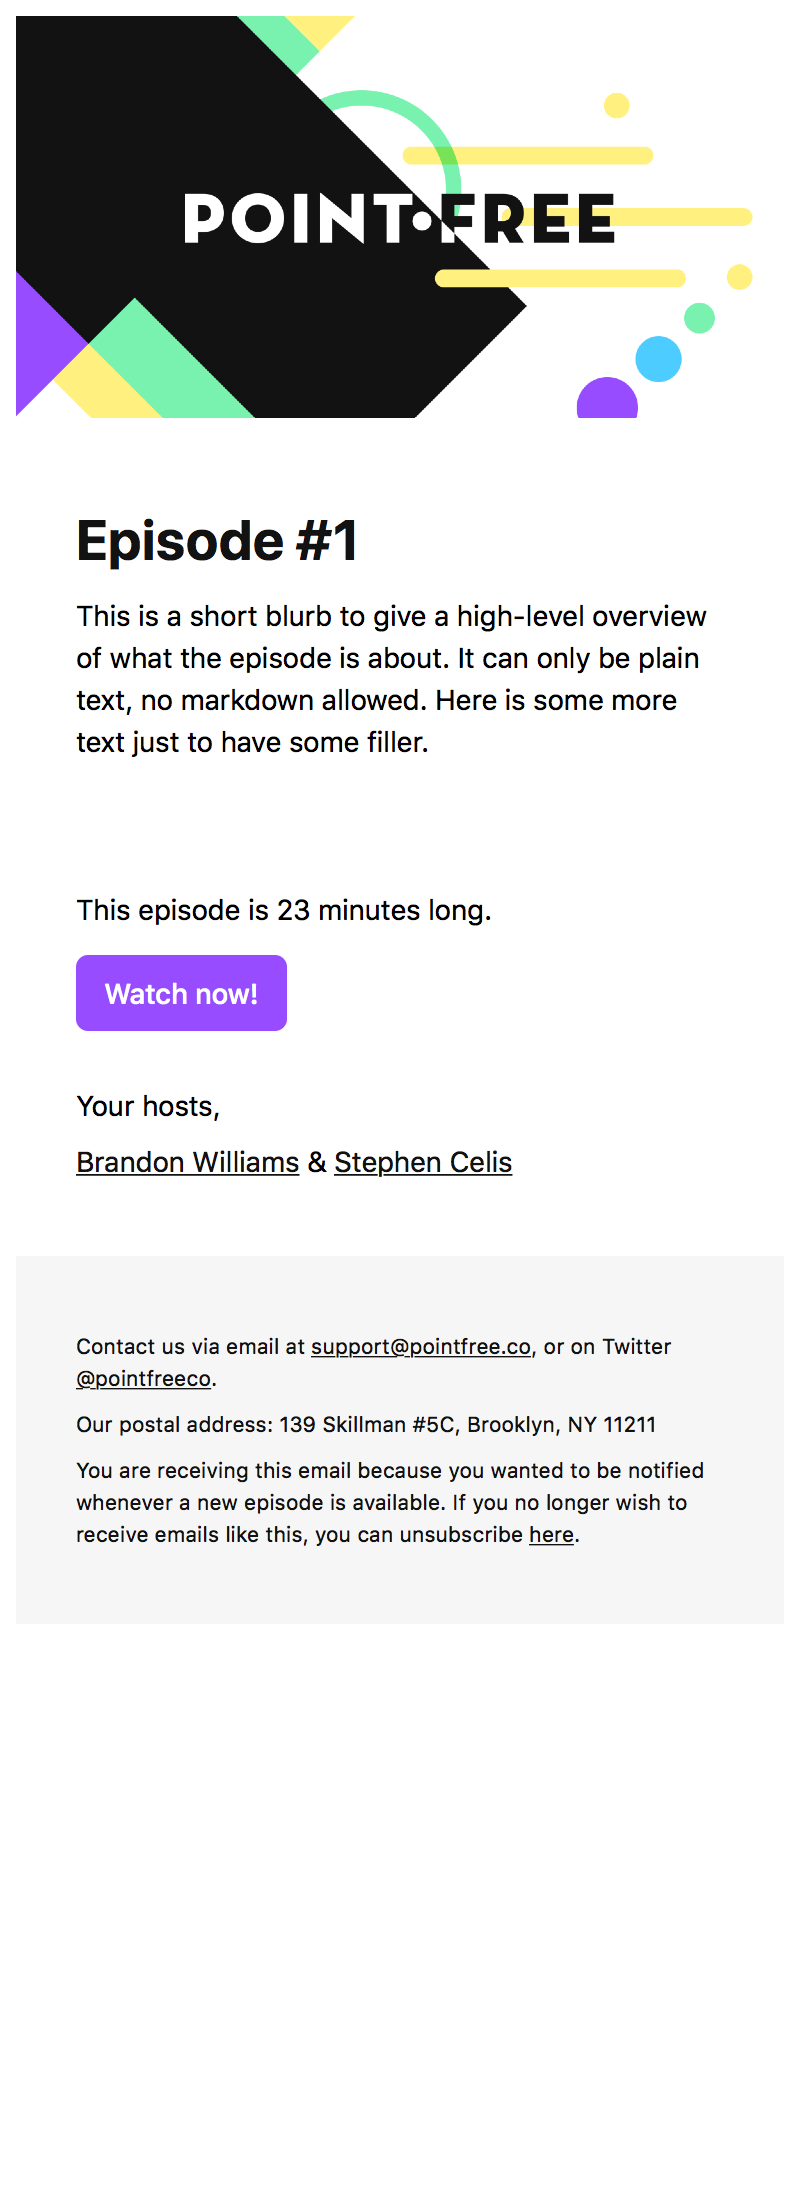 POINT•FREE
Episode #1
This is a short blurb to give a high-level overview
of what the episode is about. It can only be plain
text, no markdown allowed. Here is some more
text just to have some filler.
This episode is 23 minutes long.
Watch now!
Your hosts,
Brandon Williams & Stephen Celis
Contact us via email at support@pointfree.co, or on Twitter
@pointfreeco.
Our postal address: 139 Skillman #5C, Brooklyn, NY 11211
You are receiving this email because you wanted to be notified
whenever a new episode is available. If you no longer wish to
receive emails like this, you can unsubscribe here.